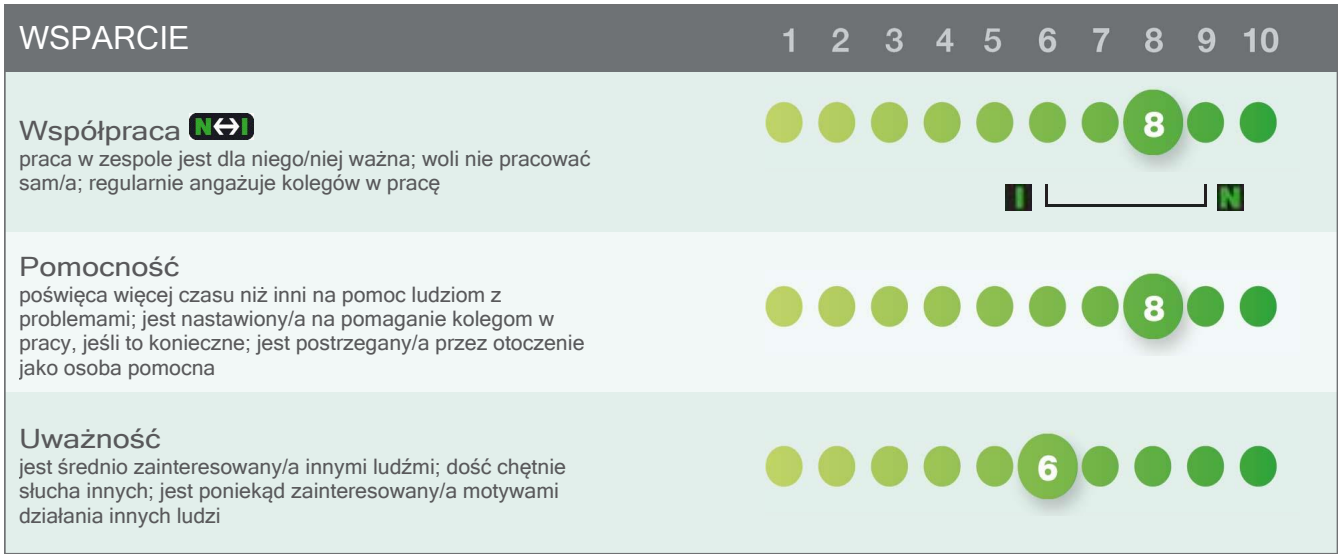 WSPARCIE 1 2 3 4 5 6 7 8 9 10
Współpraca N↔I
praca w zespole jest dla niego/niej ważna; woli nie pracować
sam/a; regularnie angażuje kolegów w pracę
8
I N
Pomocność
poświęca więcej czasu niż inni na pomoc ludziom z
problemami; jest nastawiony/a na pomaganie kolegom w
pracy, jeśli to konieczne; jest postrzegany/a przez otoczenie
jako osoba pomocna
8
Uważność
jest średnio zainteresowany/a innymi ludźmi; dość chętnie
słucha innych; jest poniekąd zainteresowany/a motywami
działania innych ludzi
6